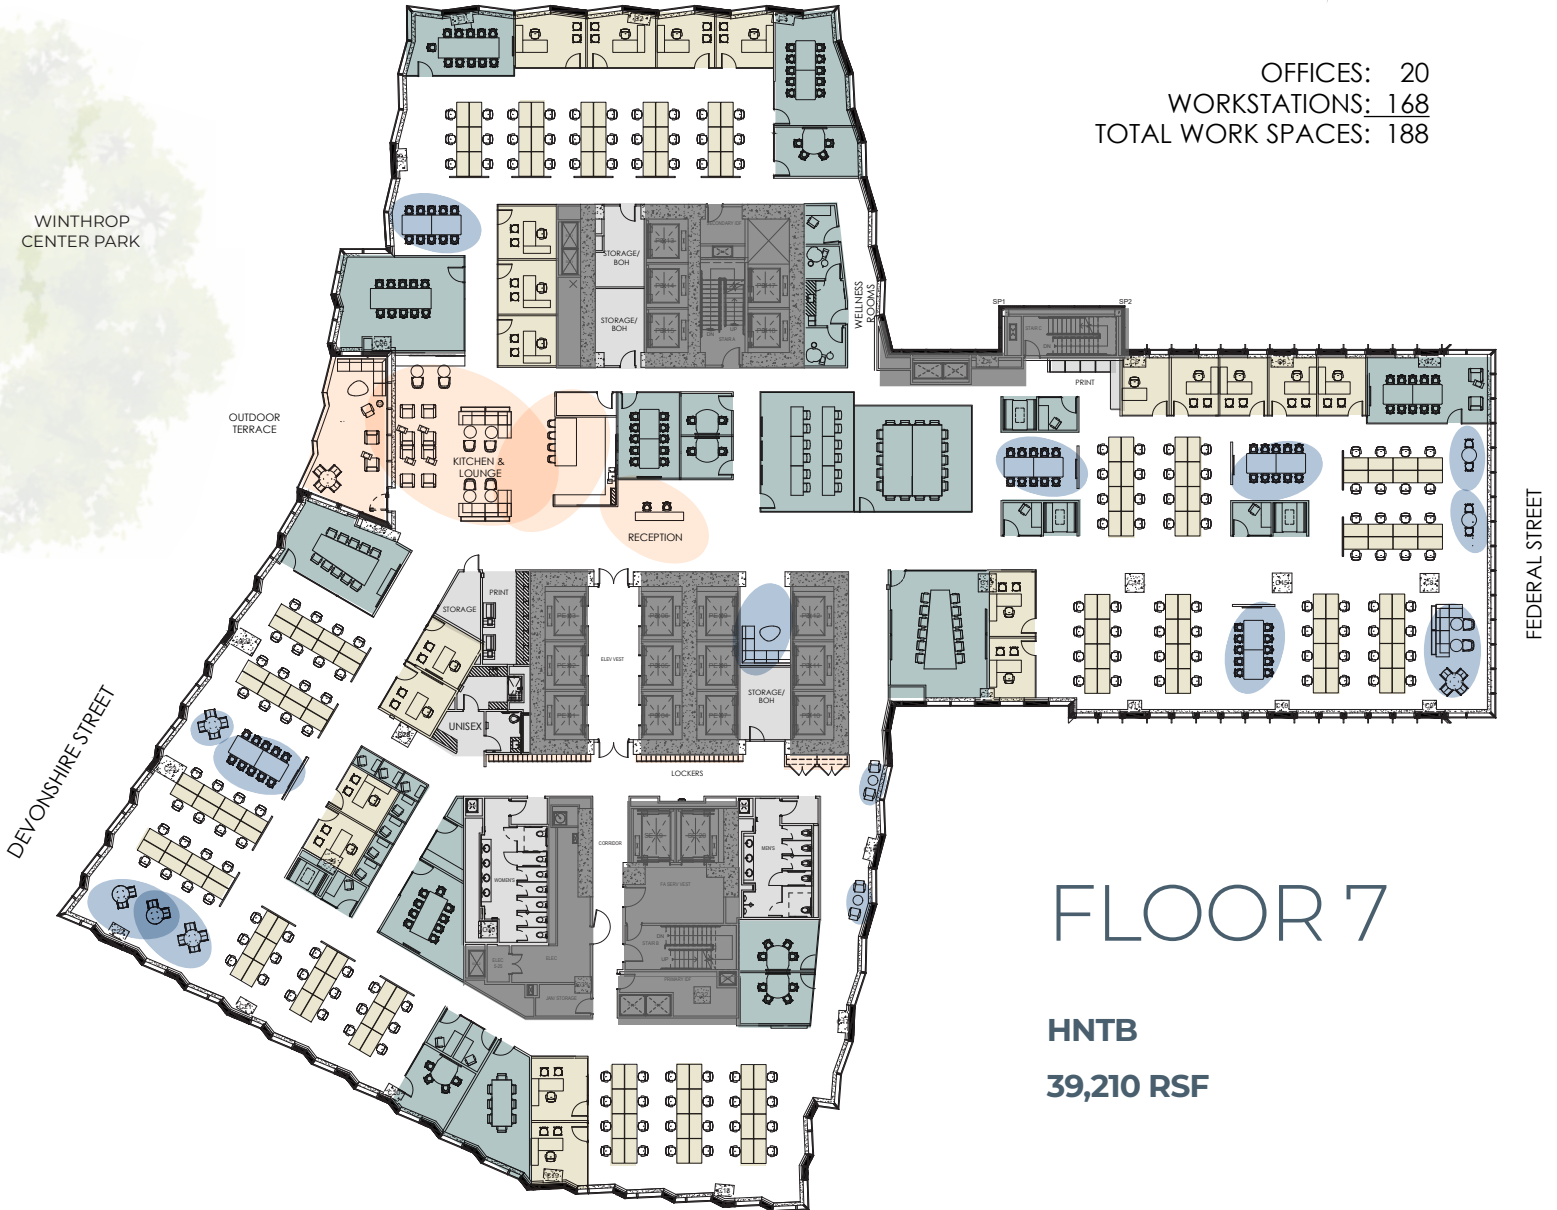 OFFICES: 20
WORKSTATIONS: 168
TOTAL WORK SPACES: 188
WINTHROP
CENTER PARK
STORAGE/
BOH
STORAGE/
BOH
WELLNESS
ROOMS
SP1
SP2
PRINT
OUTDOOR
TERRACE
KITCHEN &
LOUNGE
RECEPTION
FEDERAL STREET
PRINT
STORAGE
ELEV VEST
STORAGE/
BOH
UNISEX
LOCKERS
DEVONSHIRE STREET
CORRIDOR
MEN'S
WOMEN'S
ELEC
FLOOR 7
HNTB
39,210 RSF